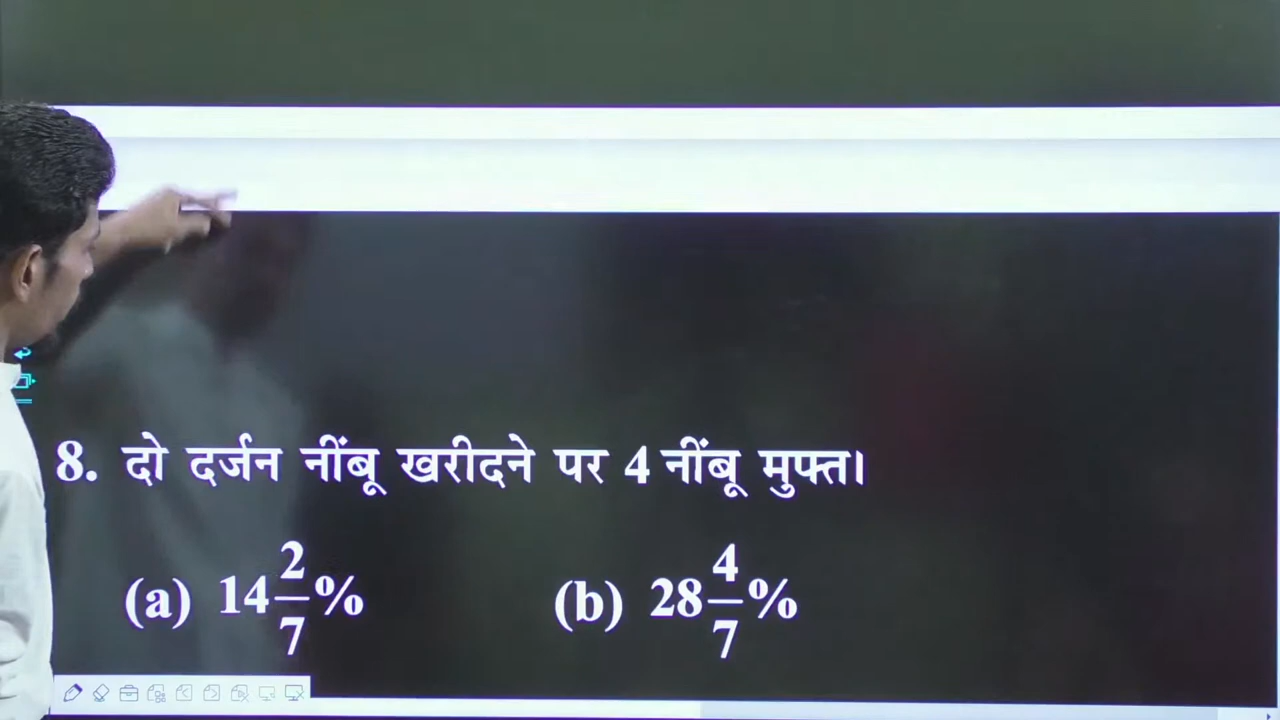 8. दो दर्जन नींबू खरीदने पर 4 नींबू मुफ्त।
(a) 14 2/7 % (b) 28 4/7 %